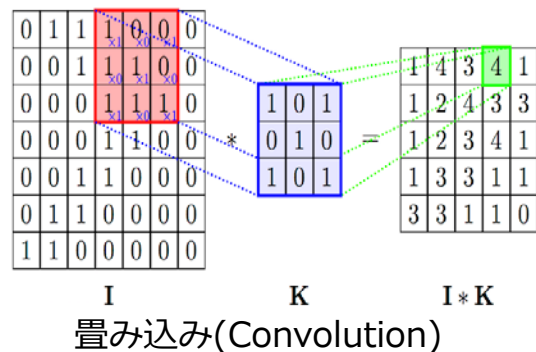 0 1 1 1×1 0×0 0×1 0
0 0 1 1×0 1×1 0×0 0
0 0 0 1×1 1×0 1×1 0
0 0 0 1 1 0 0
0 0 1 1 0 0 0
0 1 1 0 0 0 0
1 1 0 0 0 0 0
*
1 0 1
0 1 0
1 0 1
=
1 4 3 4 1
1 2 4 3 3
1 2 3 4 1
1 3 3 1 1
3 3 1 1 0
I K I * K
畳み込み(Convolution)